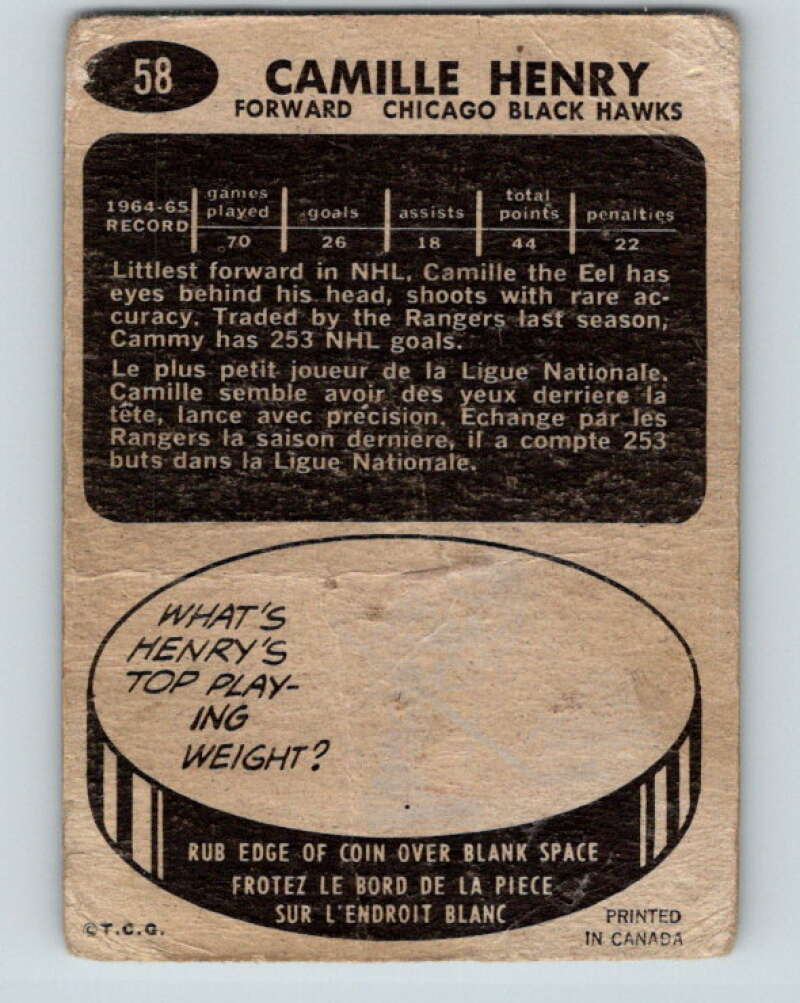 58
CAMILLE HENRY
FORWARD CHICAGO BLACK HAWKS
1964-65 RECORD games played goals assists total points penalties
70 26 18 44 22
Littlest forward in NHL, Camille the Eel has
eyes behind his head, shoots with rare ac-
curacy. Traded by the Rangers last season,
Cammy has 253 NHL goals.
Le plus petit joueur de la Ligue Nationale.
Camille semble avoir des yeux derriere la
tête, lance avec precision. Echange par les
Rangers la saison derniere, il a compte 253
buts dans la Ligue Nationale.
WHAT'S
HENRY'S
TOP PLAY-
ING
WEIGHT?
RUB EDGE OF COIN OVER BLANK SPACE
FROTEZ LE BORD DE LA PIECE
SUR L'ENDROIT BLANC
©T.C.G.
PRINTED
IN CANADA